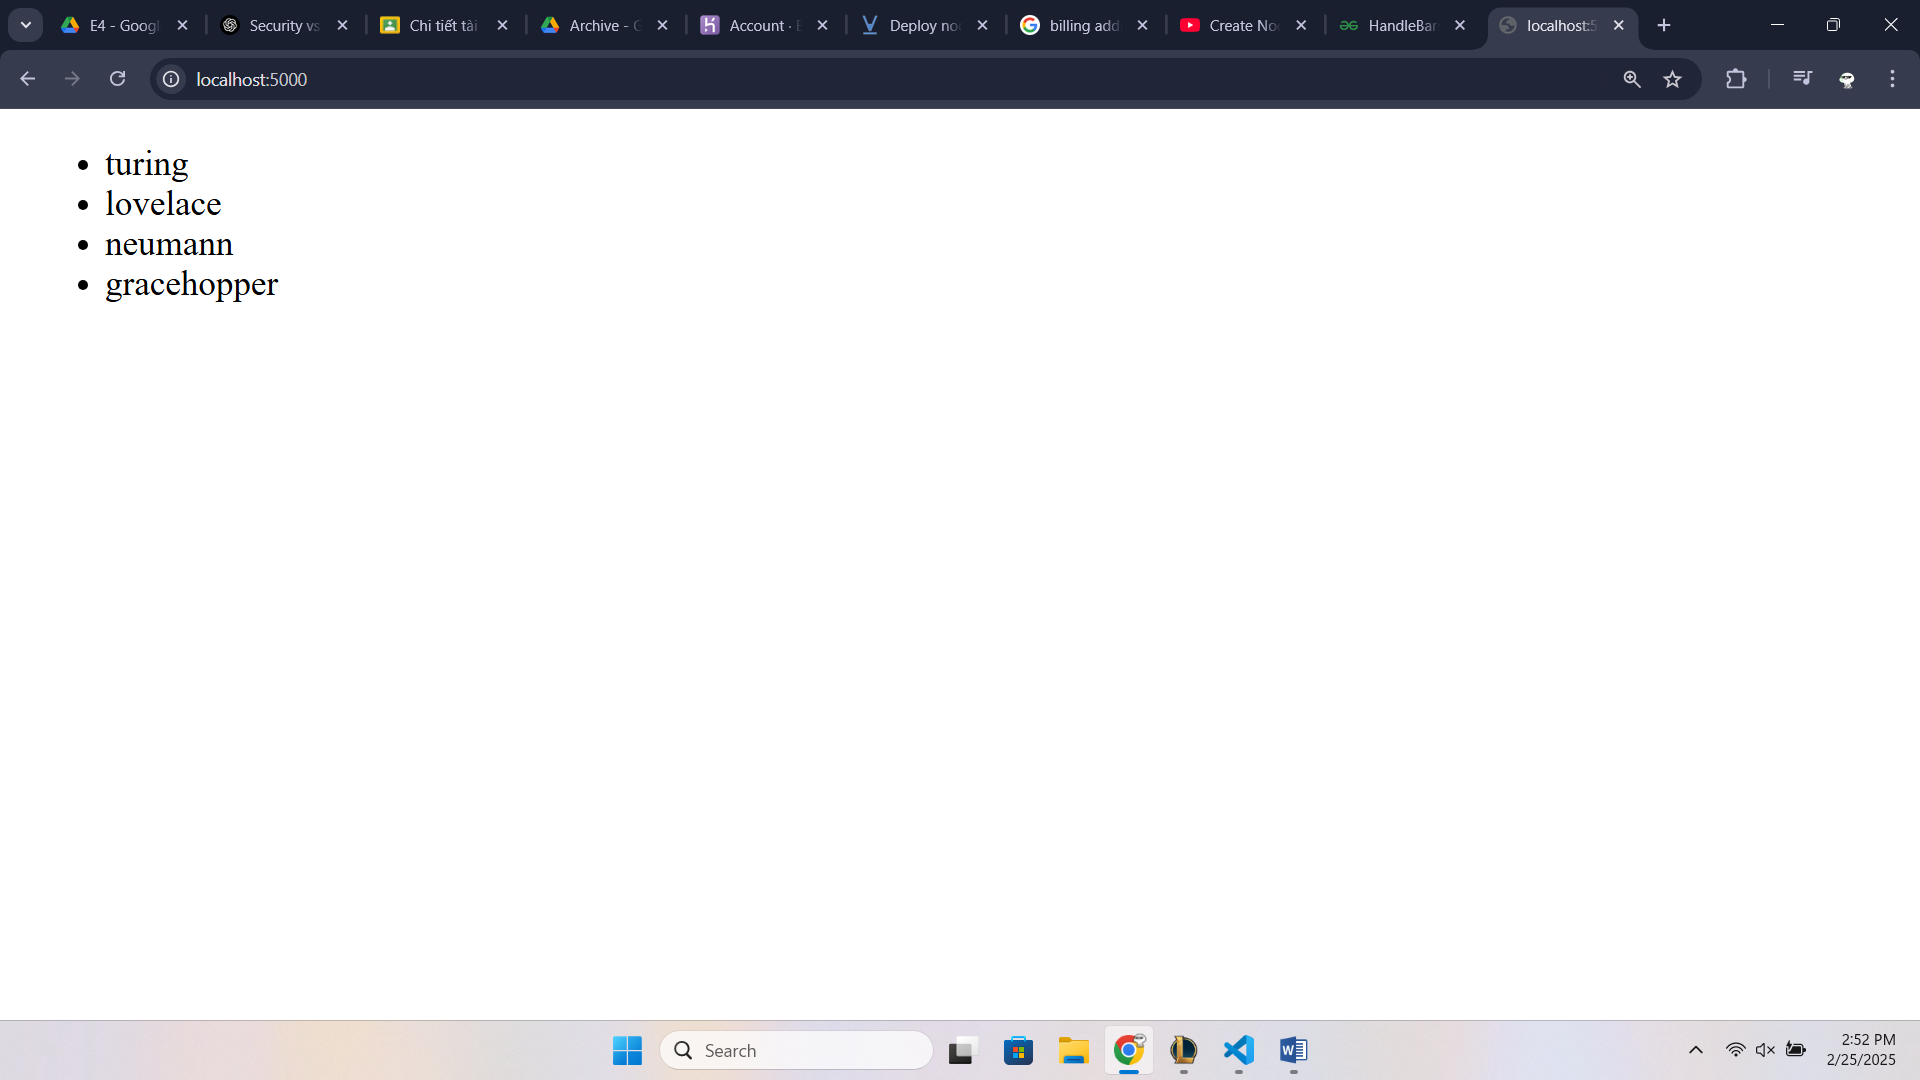 E4 - Googl
Security vs
Chi tiết tài
Archive - G
Account · 
Deploy no
billing add
Create No
HandleBar
localhost:5
localhost:5000
turing
lovelace
neumann
gracehopper
Search
2:52 PM
2/25/2025